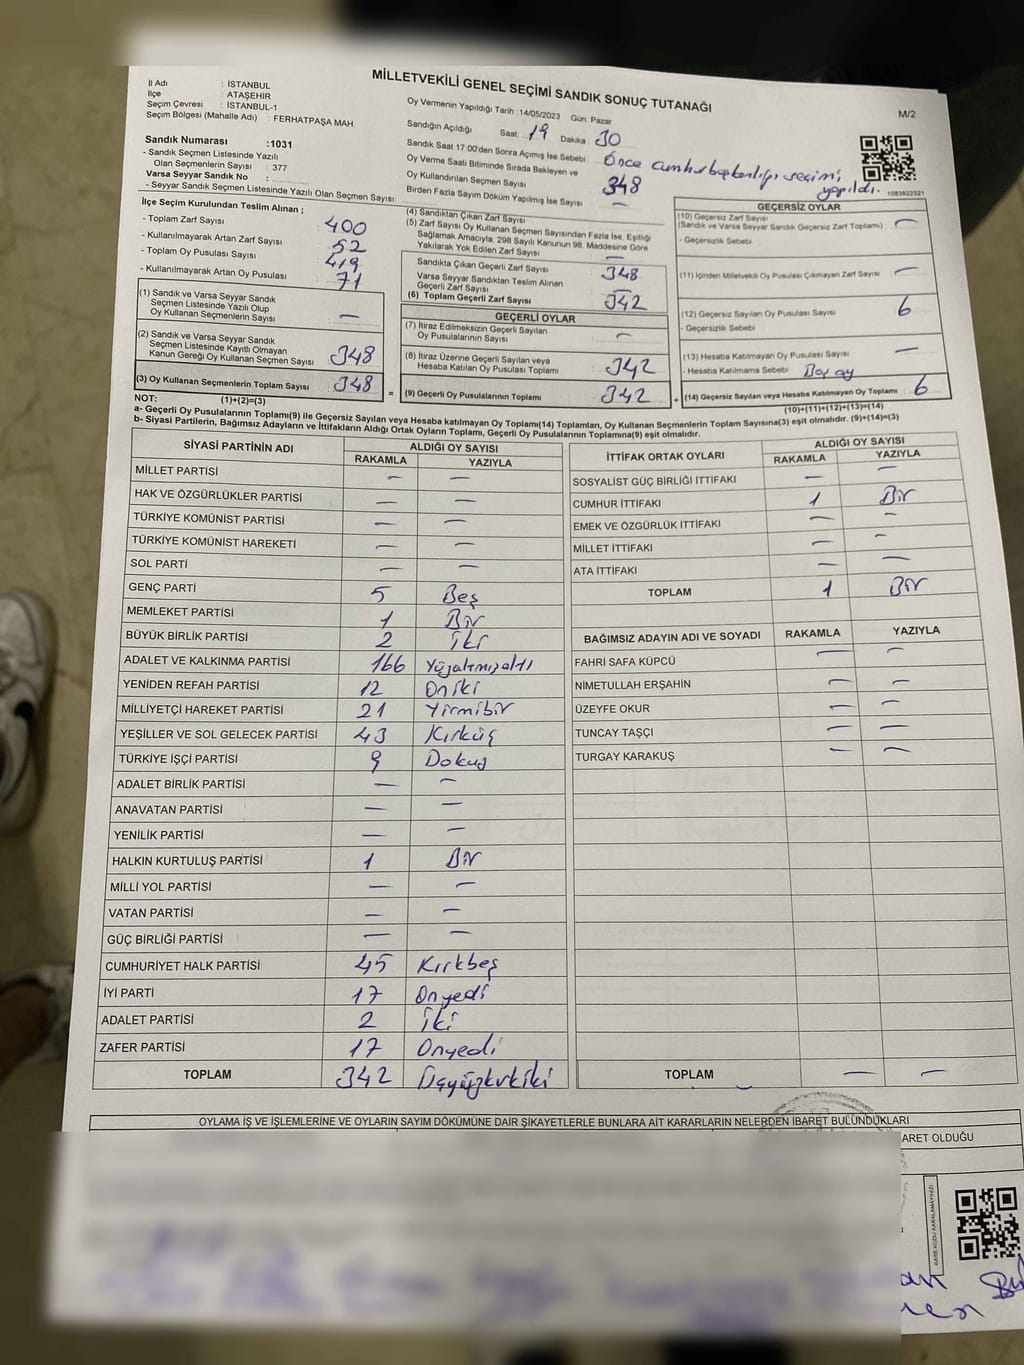 MİLLETVEKİLİ GENEL SEÇİMİ SANDIK SONUÇ TUTANAĞI
M/2
İl Adı : İSTANBUL
İlçe : ATAŞEHİR
Seçim Çevresi : İSTANBUL-1
Seçim Bölgesi (Mahalle Adı) : FERHATPAŞA MAH.
Oy Vermenin Yapıldığı Tarih : 14/05/2023 Gün: Pazar
Sandığın Açıldığı Saat: 19 Dakika: 30
Sandık Saat 17:00'den Sonra Açımış İse Sebebi : Önce Cumhurbaşkanlığı seçimi yapıldı.
Oy Verme Saati Bitiminde Sırada Bekleyen ve
Oy Kullandırılan Seçmen Sayısı 348
Birden Fazla Sayım Döküm Yapılmış İse Sayısı : —
1083622321
Sandık Numarası :1031
- Sandık Seçmen Listesinde Yazılı
Olan Seçmenlerin Sayısı : 377
Varsa Seyyar Sandık No :
- Seyyar Sandık Seçmen Listesinde Yazılı Olan Seçmen Sayısı:
İlçe Seçim Kurulundan Teslim Alınan ;
- Toplam Zarf Sayısı 400
- Kullanılmayarak Artan Zarf Sayısı 52
- Toplam Oy Pusulası Sayısı 419
- Kullanılmayarak Artan Oy Pusulası 71
(1) Sandık ve Varsa Seyyar Sandık
Seçmen Listesinde Yazılı Olup
Oy Kullanan Seçmenlerin Sayısı —
(2) Sandık ve Varsa Seyyar Sandık
Seçmen Listesinde Kayıtlı Olmayan
Kanun Gereği Oy Kullanan Seçmen Sayısı 348
(3) Oy Kullanan Seçmenlerin Toplam Sayısı 348
(4) Sandıktan Çıkan Zarf Sayısı
(5) Zarf Sayısı Oy Kullanan Seçmen Sayısından Fazla İse, Eşitliği
Sağlamak Amacıyla, 298 Sayılı Kanunun 98. Maddesine Göre
Yakılarak Yok Edilen Zarf Sayısı —
Sandıkta Çıkan Geçerli Zarf Sayısı 348
Varsa Seyyar Sandıktan Teslim Alınan
Geçerli Zarf Sayısı —
(6) Toplam Geçerli Zarf Sayısı 342
GEÇERLİ OYLAR
(7) İtiraz Edilmeksizin Geçerli Sayılan
Oy Pusulalarının Sayısı —
(8) İtiraz Üzerine Geçerli Sayılan veya
Hesaba Katılan Oy Pusulası Toplamı 342
= (9) Geçerli Oy Pusulalarının Toplamı 342
GEÇERSİZ OYLAR
(10) Geçersiz Zarf Sayısı
(Sandık ve Varsa Seyyar Sandık Geçersiz Zarf Toplamı) : —
- Geçersizlik Sebebi
(11) İçinden Milletvekili Oy Pusulası Çıkmayan Zarf Sayısı —
(12) Geçersiz Sayılan Oy Pusulası Sayısı 6
- Geçersizlik Sebebi
(13) Hesaba Katılmayan Oy Pusulası Sayısı —
- Hesaba Katılmama Sebebi Boş oy
+ (14) Geçersiz Sayılan veya Hesaba Katılmayan Oy Toplamı 6
NOT: (1)+(2)=(3)
(10)+(11)+(12)+(13)=(14)
a- Geçerli Oy Pusulalarının Toplamı(9) ile Geçersiz Sayılan veya Hesaba katılmayan Oy Toplamı(14) Toplamları, Oy Kullanan Seçmenlerin Toplam Sayısına(3) eşit olmalıdır. (9)+(14)=(3)
b- Siyasi Partilerin, Bağımsız Adayların ve İttifakların Aldığı Ortak Oyların Toplamı, Geçerli Oy Pusulalarının Toplamına(9) eşit olmalıdır.
SİYASİ PARTİNİN ADI ALDIĞI OY SAYISI
RAKAMLA YAZIYLA
MİLLET PARTİSİ — —
HAK VE ÖZGÜRLÜKLER PARTİSİ — —
TÜRKİYE KOMÜNİST PARTİSİ — —
TÜRKİYE KOMÜNİST HAREKETİ — —
SOL PARTİ — —
GENÇ PARTİ 5 Beş
MEMLEKET PARTİSİ 1 Bir
BÜYÜK BİRLİK PARTİSİ 2 İki
ADALET VE KALKINMA PARTİSİ 166 Yüzaltmışaltı
YENİDEN REFAH PARTİSİ 12 Oniki
MİLLİYETÇİ HAREKET PARTİSİ 21 Yirmibir
YEŞİLLER VE SOL GELECEK PARTİSİ 43 Kırküç
TÜRKİYE İŞÇİ PARTİSİ 9 Dokuz
ADALET BİRLİK PARTİSİ — —
ANAVATAN PARTİSİ — —
YENİLİK PARTİSİ — —
HALKIN KURTULUŞ PARTİSİ 1 Bir
MİLLİ YOL PARTİSİ — —
VATAN PARTİSİ — —
GÜÇ BİRLİĞİ PARTİSİ — —
CUMHURİYET HALK PARTİSİ 45 Kırkbeş
İYİ PARTİ 17 Onyedi
ADALET PARTİSİ 2 İki
ZAFER PARTİSİ 17 Onyedi
TOPLAM 342 Üçyüzkırkiki
İTTİFAK ORTAK OYLARI ALDIĞI OY SAYISI
RAKAMLA YAZIYLA
SOSYALİST GÜÇ BİRLİĞİ İTTİFAKI — —
CUMHUR İTTİFAKI 1 Bir
EMEK VE ÖZGÜRLÜK İTTİFAKI — —
MİLLET İTTİFAKI — —
ATA İTTİFAKI — —
TOPLAM 1 Bir
BAĞIMSIZ ADAYIN ADI VE SOYADI RAKAMLA YAZIYLA
FAHRİ SAFA KÜPCÜ — —
NİMETULLAH ERŞAHİN — —
ÜZEYFE OKUR — —
TUNCAY TAŞÇI — —
TURGAY KARAKUŞ — —
TOPLAM — —
OYLAMA İŞ VE İŞLEMLERİNE VE OYLARIN SAYIM DÖKÜMÜNE DAİR ŞİKAYETLERLE BUNLARA AİT KARARLARIN NELERDEN İBARET BULUNDUKLARI
ARET OLDUĞU
KARE KODU KARALAMAYINIZ!